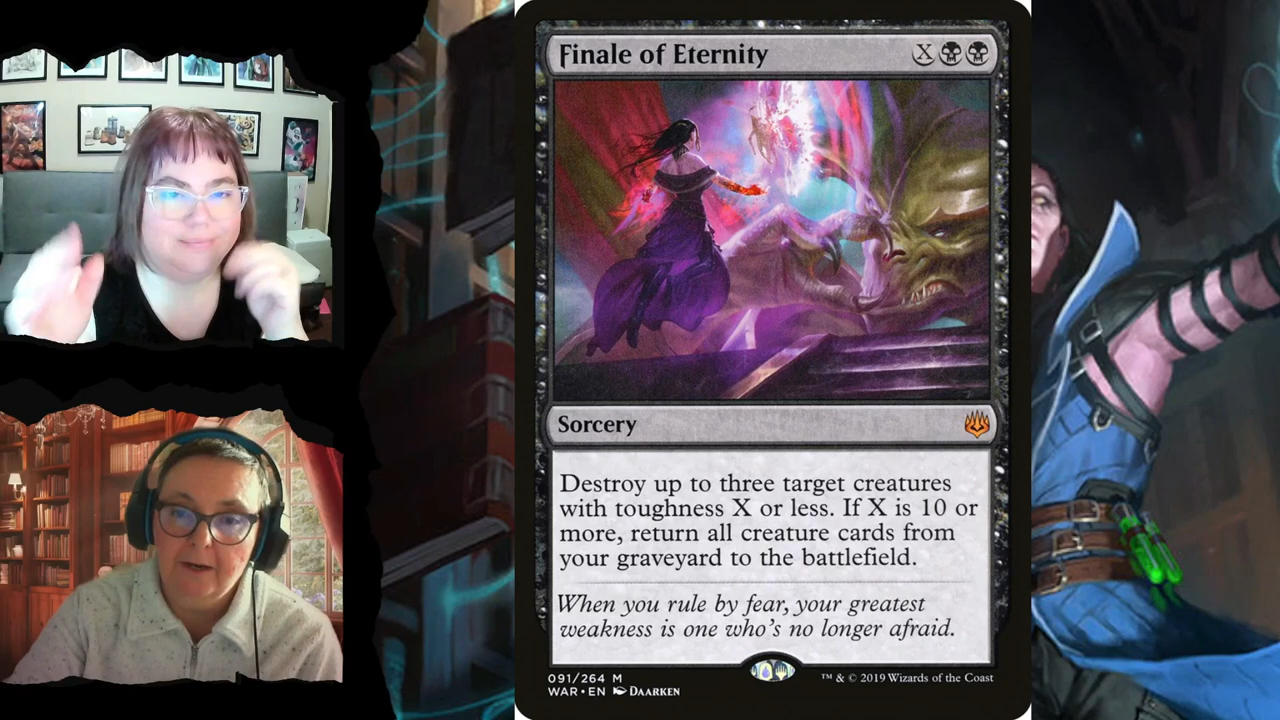 Finale of Eternity X
Sorcery
Destroy up to three target creatures
with toughness X or less. If X is 10 or
more, return all creature cards from
your graveyard to the battlefield.
When you rule by fear, your greatest
weakness is one who's no longer afraid.
091/264 M
WAR • EN DAARKEN
™ & © 2019 Wizards of the Coast